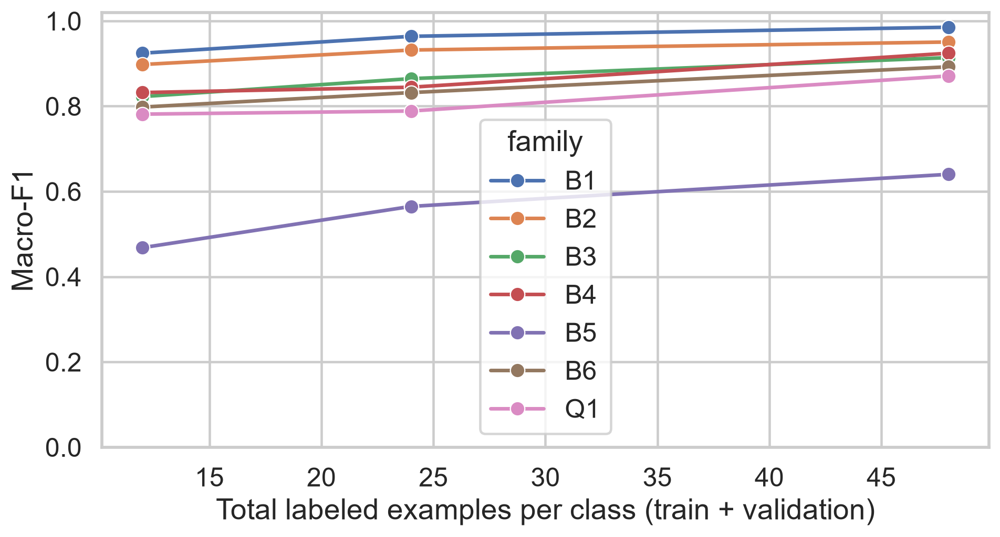 1.0
0.8
0.6
0.4
0.2
0.0
Macro-F1
family
B1
B2
B3
B4
B5
B6
Q1
15 20 25 30 35 40 45
Total labeled examples per class (train + validation)